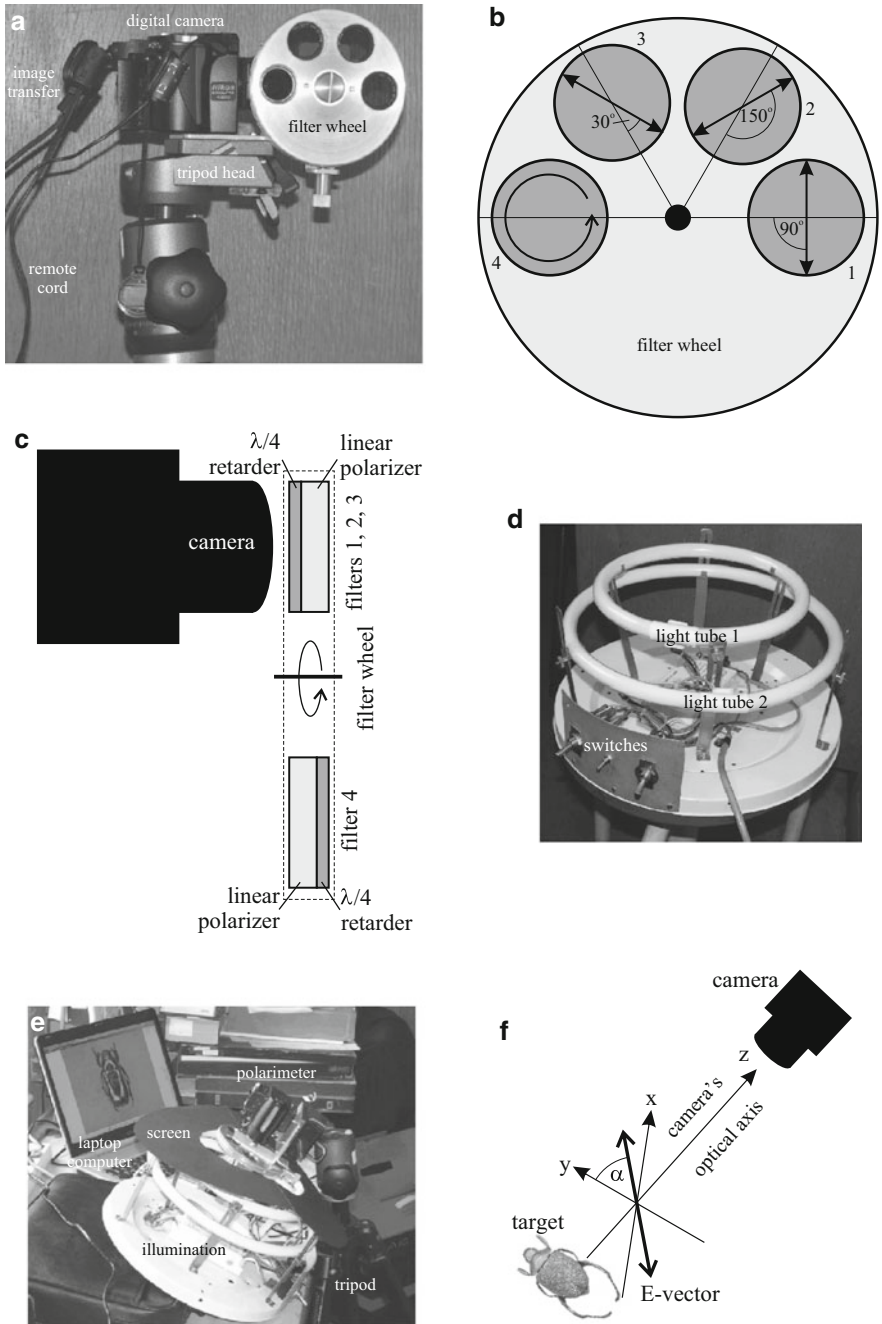 a
digital camera
image
transfer
filter wheel
tripod head
remote
cord
b
3
2
30°
150°
90°
4
1
filter wheel
c
λ/4
retarder
linear
polarizer
camera
filters 1, 2, 3
filter wheel
filter 4
linear
polarizer
λ/4
retarder
d
light tube 1
light tube 2
switches
e
polarimeter
screen
laptop
computer
illumination
tripod
f
camera
z
x
camera's
optical axis
y
α
target
E-vector